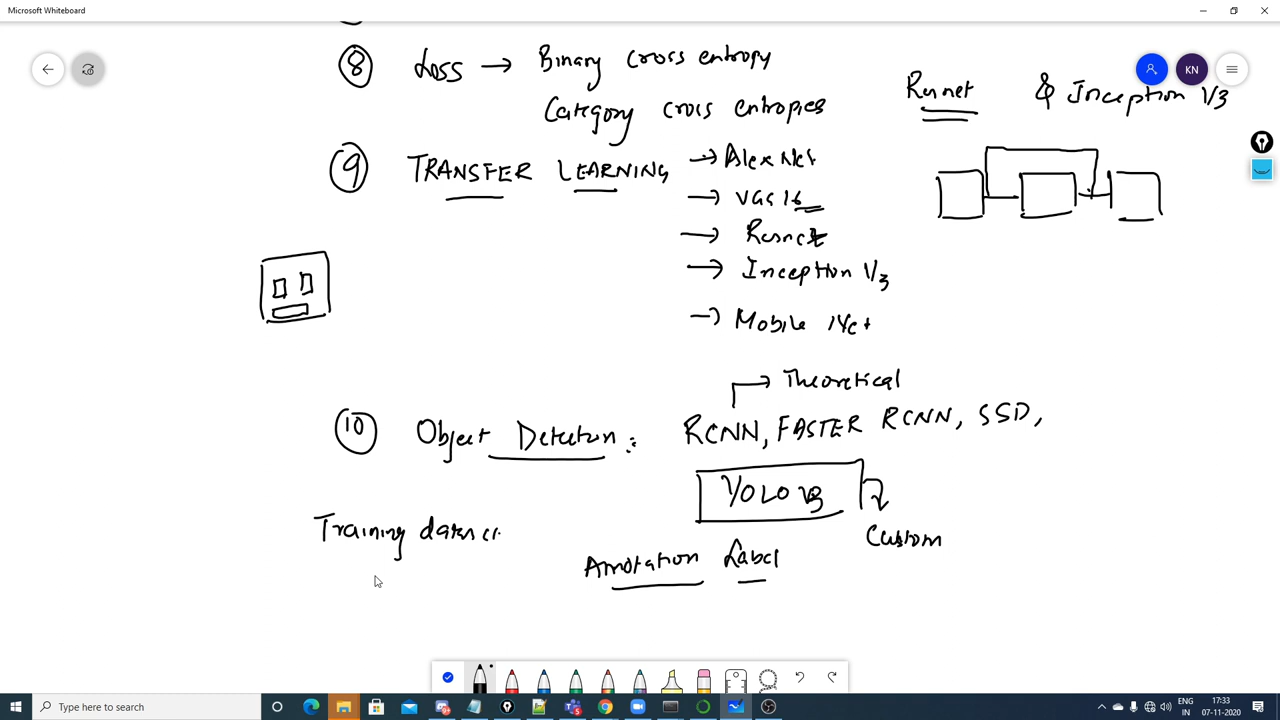 Microsoft Whiteboard
8 Loss → Binary cross entropy
Category cross entropies
Resnet & Inception V3
KN
9 TRANSFER LEARNING → AlexNet
→ VGG 16
→ Resnet
→ Inception V3
→ Mobile Net
→ Theoretical
10 Object Detection : RCNN, FASTER RCNN, SSD,
YOLO V3
Custom
Training
Annotation Label
Type here to search
ENG
IN
17:33
07-11-2020